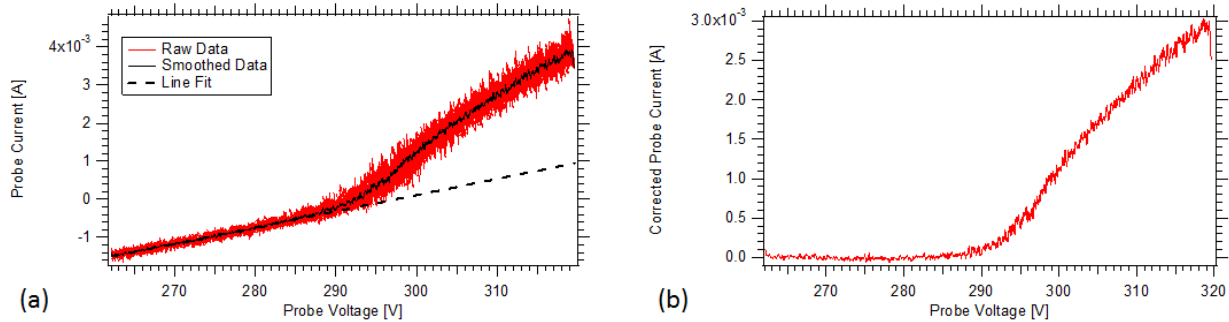 4x10⁻³
3
2
1
0
-1
Probe Current [A]
Raw Data
Smoothed Data
Line Fit
270
280
290
300
310
Probe Voltage [V]
(a)
3.0x10⁻³
2.5
2.0
1.5
1.0
0.5
0.0
Corrected Probe Current [A]
270
280
290
300
310
320
Probe Voltage [V]
(b)